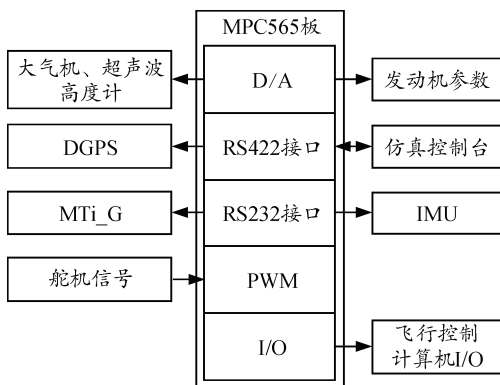 MPC565板
大气机、超声波
高度计
D/A
发动机参数
DGPS
RS422接口
仿真控制台
MTi_G
RS232接口
IMU
舵机信号
PWM
I/O
飞行控制
计算机I/O